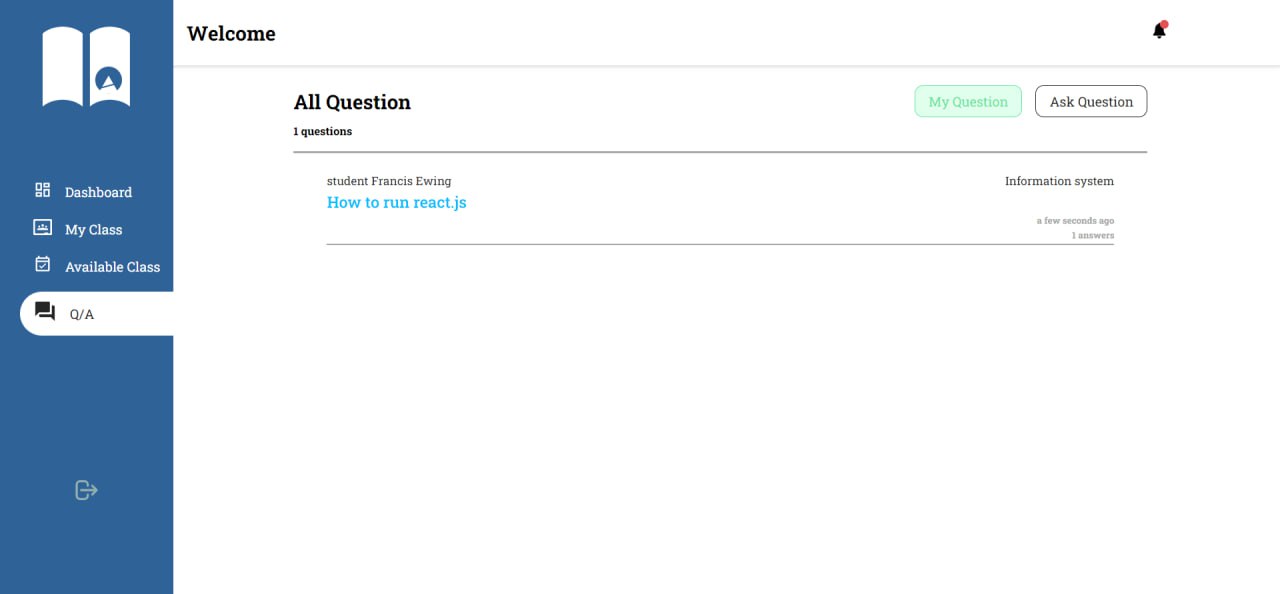 Welcome
Dashboard
My Class
Available Class
Q/A
All Question
My Question
Ask Question
1 questions
student Francis Ewing
Information system
How to run react.js
a few seconds ago
1 answers